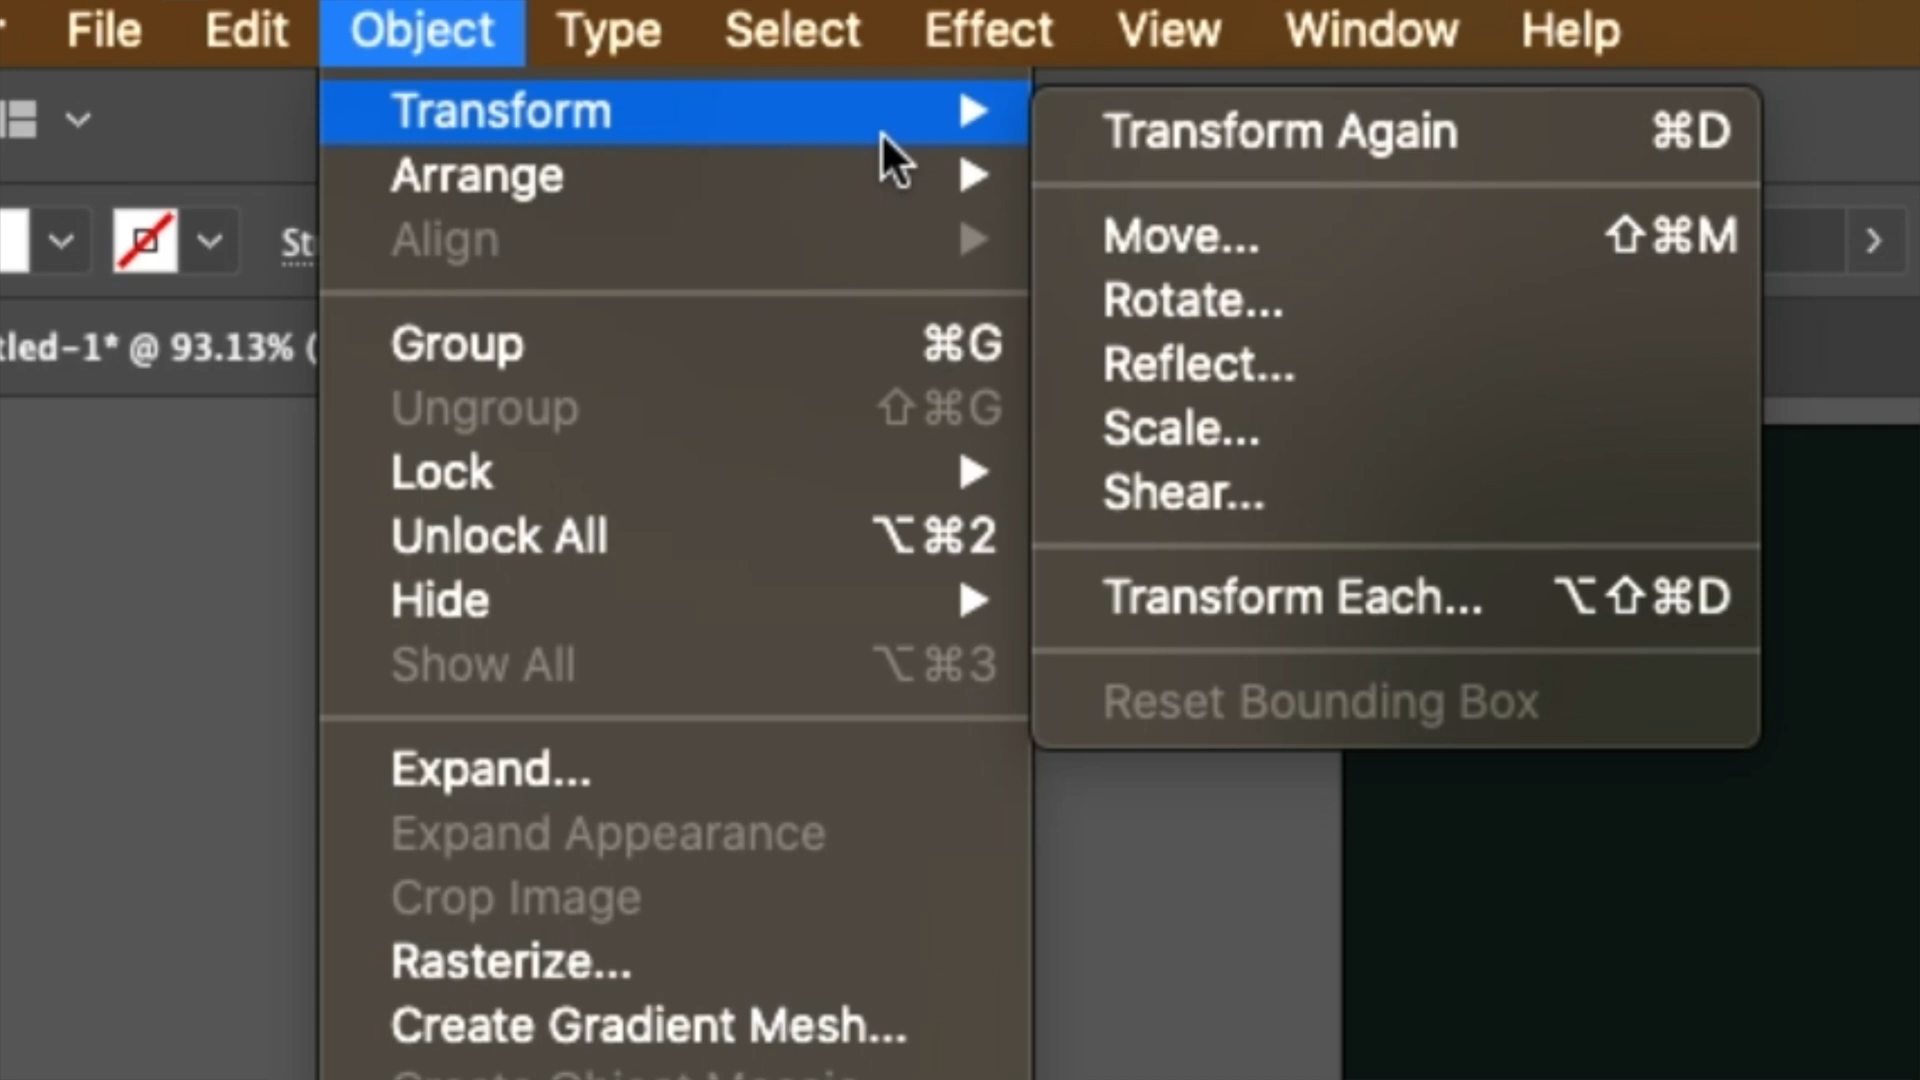 File Edit Object Type Select Effect View Window Help
Transform
Arrange
Align
St
tled-1* @ 93.13% (
Group ⌘G
Ungroup ⇧⌘G
Lock
Unlock All ⌥⌘2
Hide
Show All ⌥⌘3
Expand...
Expand Appearance
Crop Image
Rasterize...
Create Gradient Mesh...
Transform Again ⌘D
Move... ⇧⌘M
Rotate...
Reflect...
Scale...
Shear...
Transform Each... ⌥⇧⌘D
Reset Bounding Box